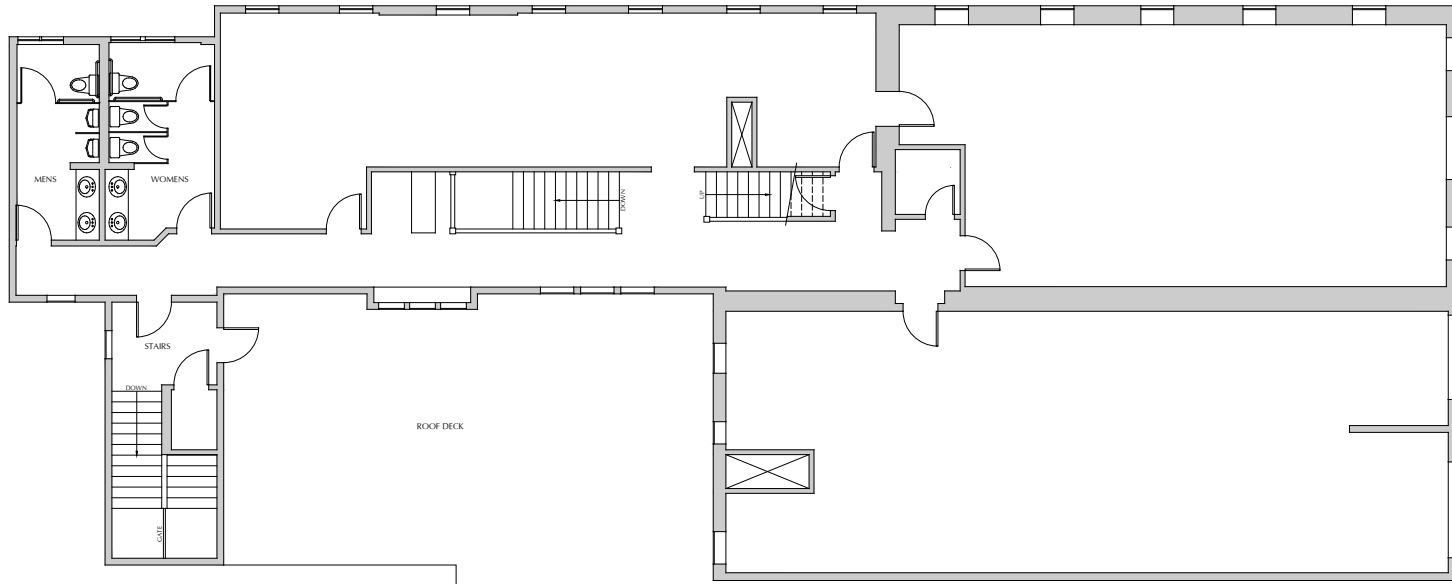 MENS
WOMENS
DOWN
UP
STAIRS
DOWN
ROOF DECK
GATE